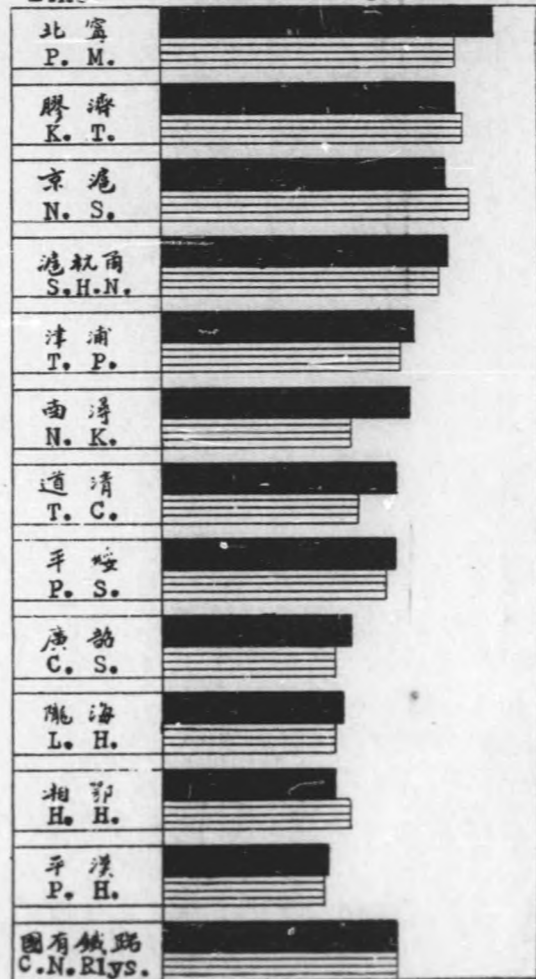 北寧
P. M.
膠濟
K. T.
京滬
N. S.
滬杭甬
S.H.N.
津浦
T. P.
南潯
N. K.
道清
T. C.
平綏
P. S.
廣韶
C. S.
隴海
L. H.
湘鄂
H. H.
平漢
P. H.
國有鐵路
C.N.Rlys.